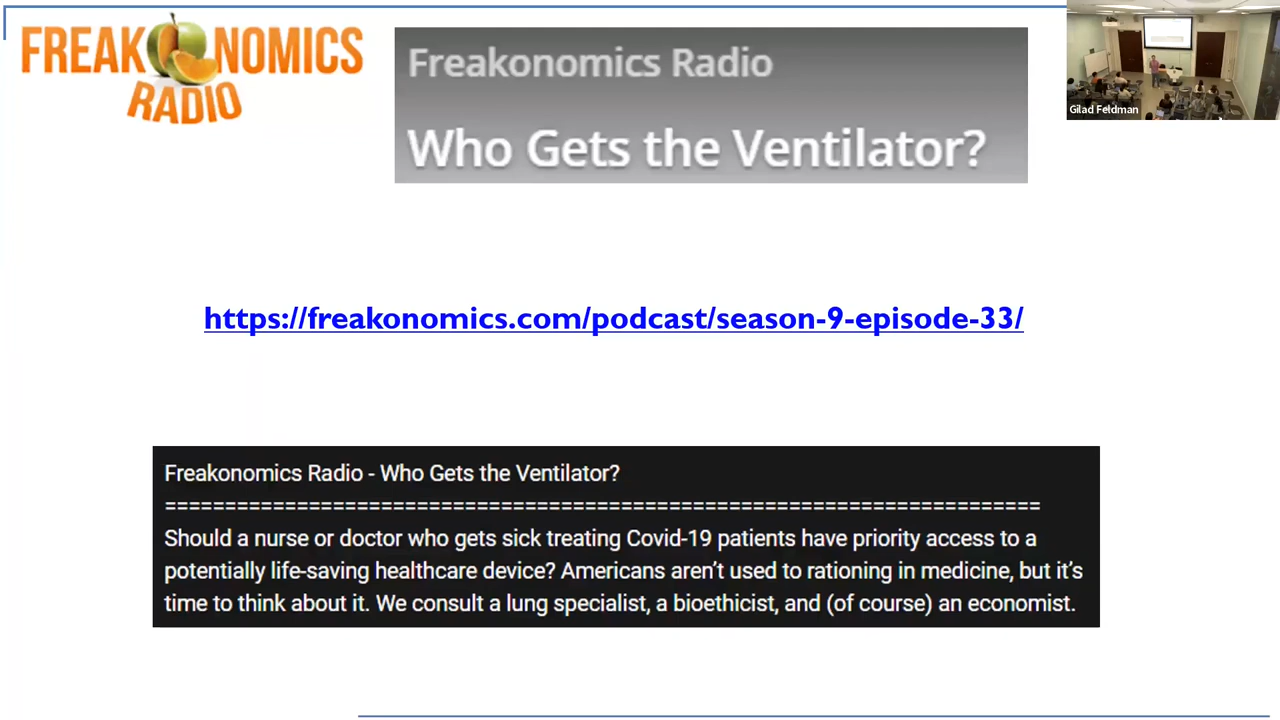 FREAKONOMICS
RADIO
Freakonomics Radio
Who Gets the Ventilator?
Gilad Feldman
https://freakonomics.com/podcast/season-9-episode-33/
Freakonomics Radio - Who Gets the Ventilator?
========================================================================
Should a nurse or doctor who gets sick treating Covid-19 patients have priority access to a
potentially life-saving healthcare device? Americans aren’t used to rationing in medicine, but it’s
time to think about it. We consult a lung specialist, a bioethicist, and (of course) an economist.